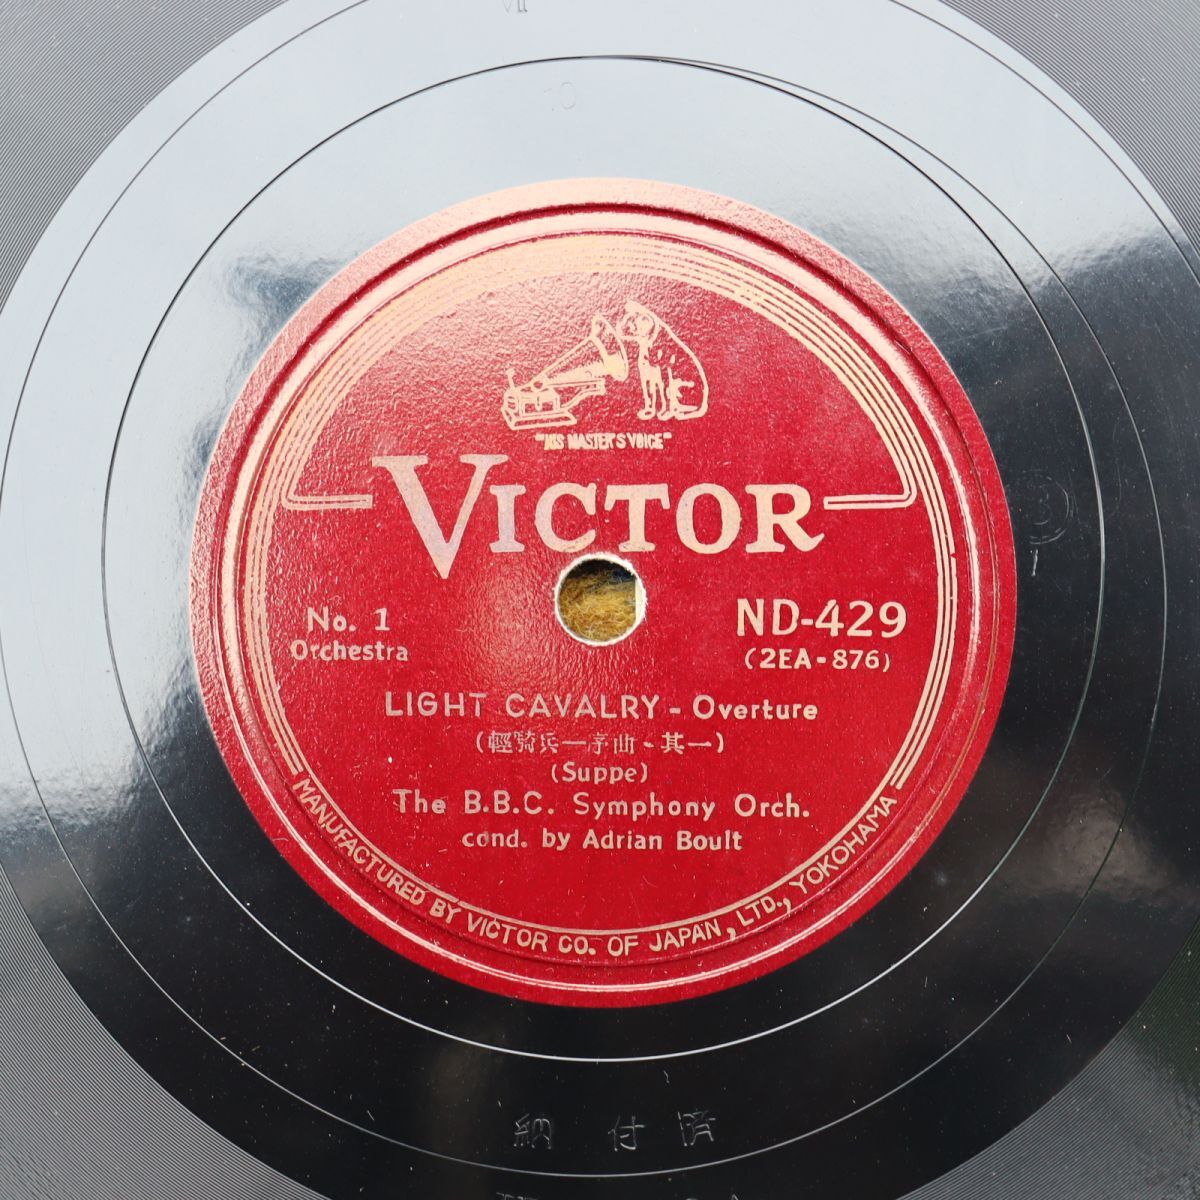 VII
10
"HIS MASTER'S VOICE"
VICTOR
No. 1
Orchestra
ND-429
(2EA-876)
LIGHT CAVALRY - Overture
(輕騎兵—序曲-其一)
(Suppe)
The B.B.C. Symphony Orch.
cond. by Adrian Boult
MANUFACTURED BY VICTOR CO. OF JAPAN, LTD., YOKOHAMA
納付済